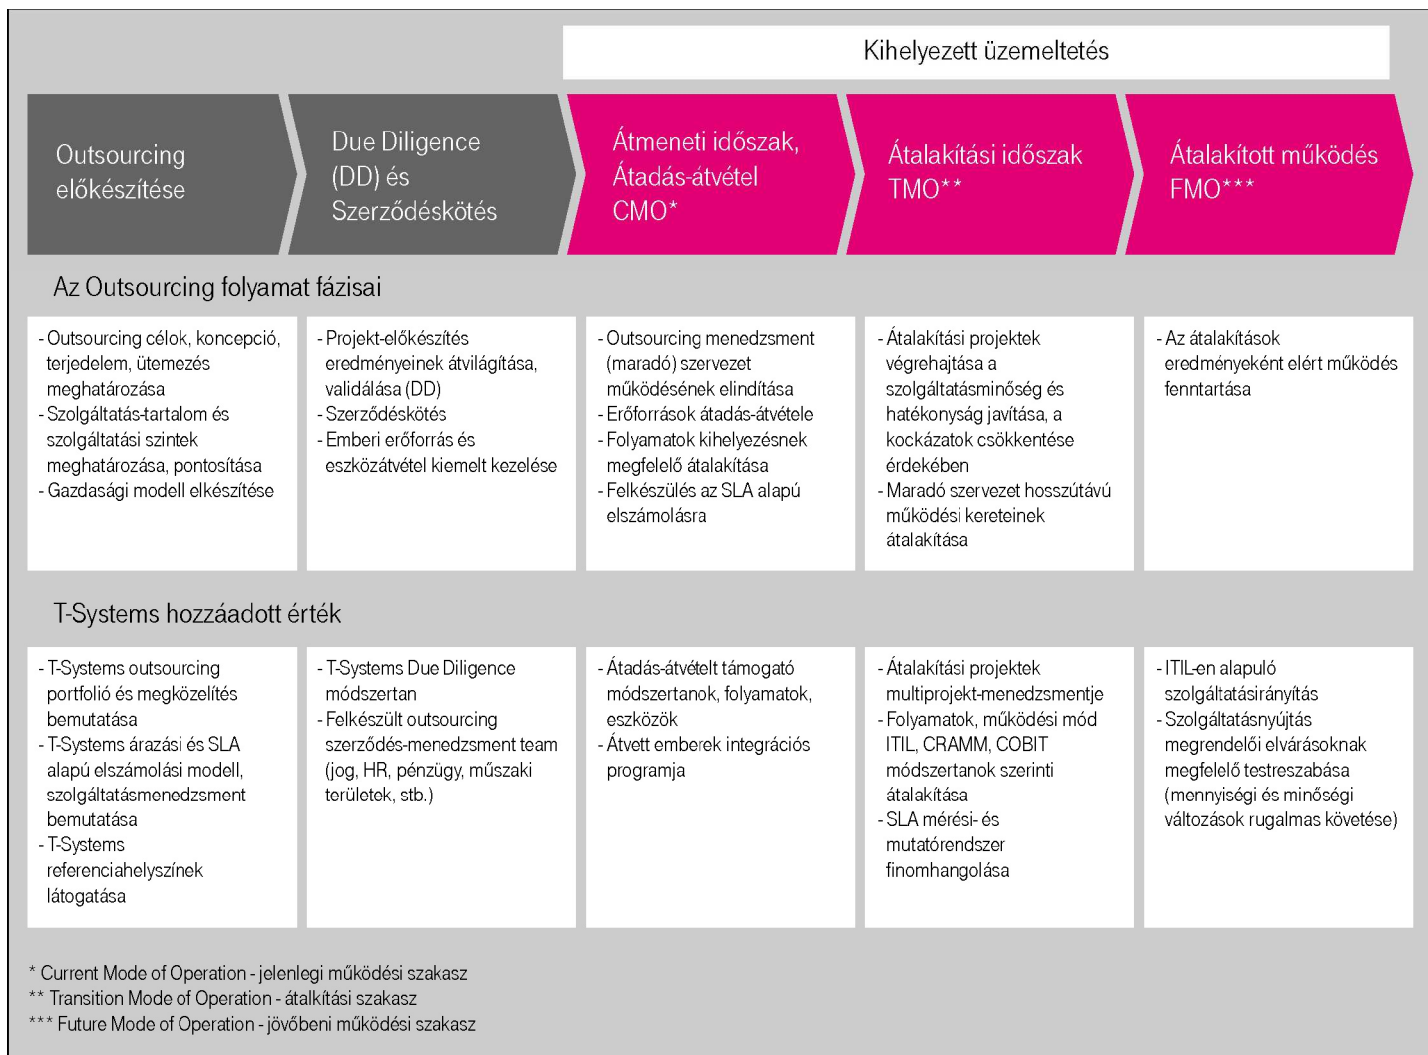 Kihelyezett üzemeltetés
Outsourcing
előkészítése
Due Diligence
(DD) és
Szerződéskötés
Átmeneti időszak,
Átadás-átvétel
CMO*
Átalakítási időszak
TMO**
Átalakított működés
FMO***
Az Outsourcing folyamat fázisai
- Outsourcing célok, koncepció,
terjedelem, ütemezés
meghatározása
- Szolgáltatás-tartalom és
szolgáltatási szintek
meghatározása, pontosítása
- Gazdasági modell elkészítése
- Projekt-előkészítés
eredményeinek átvilágítása,
validálása (DD)
- Szerződéskötés
- Emberi erőforrás és
eszközátvétel kiemelt kezelése
- Outsourcing menedzsment
(maradó) szervezet
működésének elindítása
- Erőforrások átadás-átvétele
- Folyamatok kihelyezésnek
megfelelő átalakítása
- Felkészülés az SLA alapú
elszámolásra
- Átalakítási projektek
végrehajtása a
szolgáltatásminőség és
hatékonyság javítása, a
kockázatok csökkentése
érdekében
- Maradó szervezet hosszútávú
működési kereteinek
átalakítása
- Az átalakítások
eredményeként elért működés
fenntartása
T-Systems hozzáadott érték
- T-Systems outsourcing
portfolió és megközelítés
bemutatása
- T-Systems árazási és SLA
alapú elszámolási modell,
szolgáltatásmenedzsment
bemutatása
- T-Systems
referenciahelyszínek
látogatása
- T-Systems Due Diligence
módszertan
- Felkészült outsourcing
szerződés-menedzsment team
(jog, HR, pénzügy, műszaki
területek, stb.)
- Átadás-átvételt támogató
módszertanok, folyamatok,
eszközök
- Átvett emberek integrációs
programja
- Átalakítási projektek
multiprojekt-menedzsmentje
- Folyamatok, működési mód
ITIL, CRAMM, COBIT
módszertanok szerinti
átalakítása
- SLA mérési- és
mutatórendszer
finomhangolása
- ITIL-en alapuló
szolgáltatásirányítás
- Szolgáltatásnyújtás
megrendelői elvárásoknak
megfelelő testreszabása
(mennyiségi és minőségi
változások rugalmas követése)
* Current Mode of Operation - jelenlegi működési szakasz
** Transition Mode of Operation - átalkítási szakasz
*** Future Mode of Operation - jövőbeni működési szakasz